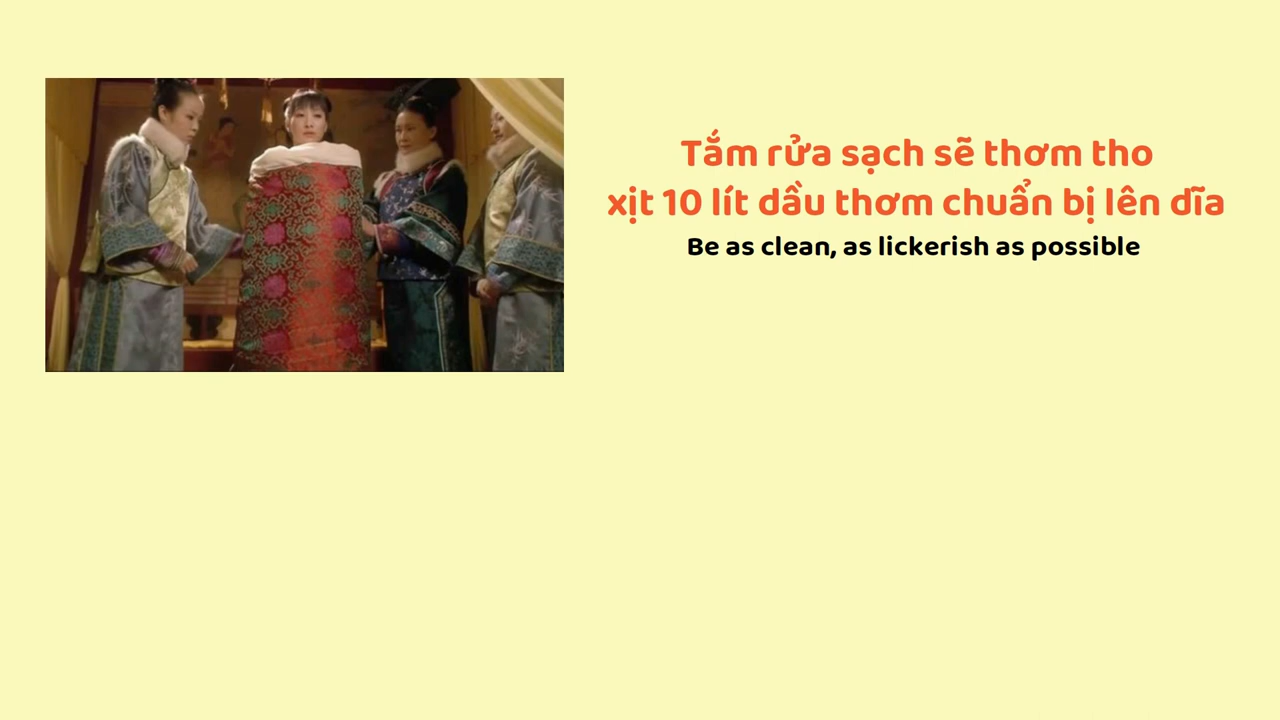 Tắm rửa sạch sẽ thơm tho
xịt 10 lít dầu thơm chuẩn bị lên dĩa
Be as clean, as lickerish as possible